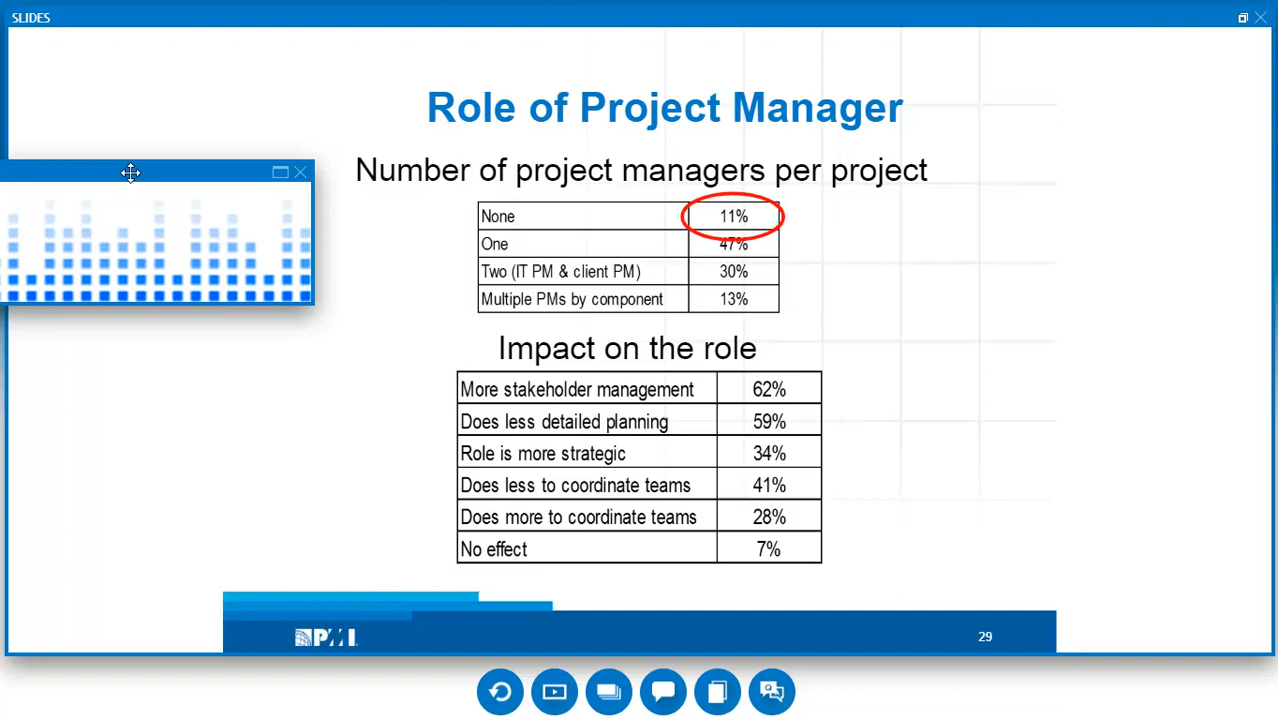 SLIDES
Role of Project Manager
Number of project managers per project
None 11%
One 47%
Two (IT PM & client PM) 30%
Multiple PMs by component 13%
Impact on the role
More stakeholder management 62%
Does less detailed planning 59%
Role is more strategic 34%
Does less to coordinate teams 41%
Does more to coordinate teams 28%
No effect 7%
PMI
29